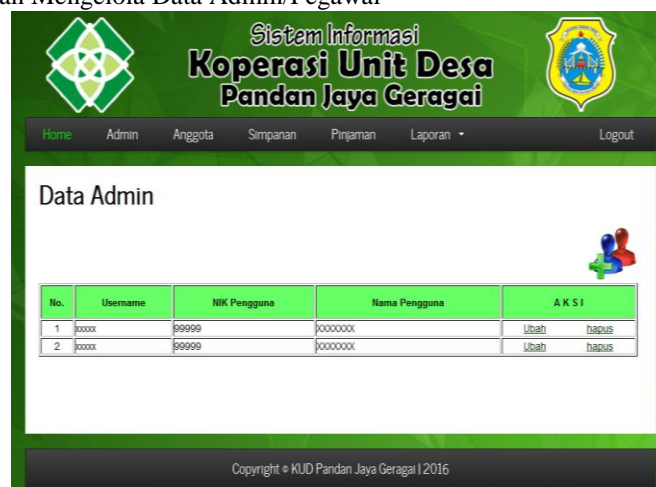 an Mengelola Data Admin/Pegawai
Sistem Informasi
Koperasi Unit Desa
Pandan Jaya Geragai
Home Admin Anggota Simpanan Pinjaman Laporan Logout
Data Admin
No. Username NIK Pengguna Nama Pengguna A K S I
1 xxxxx 99999 XXXXXXX Ubah hapus
2 xxxxx 99999 XXXXXXX Ubah hapus
Copyright © KUD Pandan Jaya Geragai | 2016